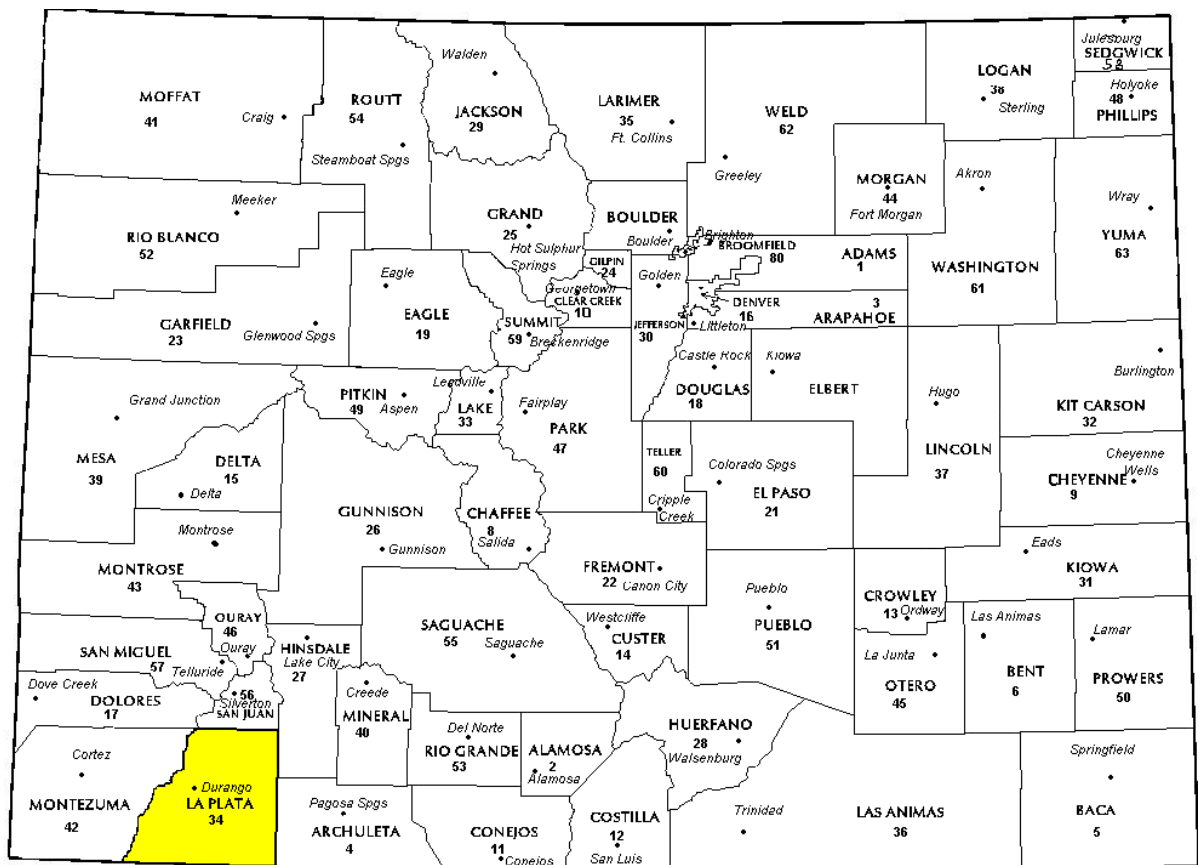 Julesburg
SEDGWICK
58
Walden
LOGAN
38
Sterling
Holyoke
48
PHILLIPS
MOFFAT
41
Craig
ROUTT
54
Steamboat Spgs
JACKSON
29
LARIMER
35
Ft. Collins
WELD
62
Greeley
MORGAN
44
Fort Morgan
Akron
Wray
YUMA
63
Meeker
RIO BLANCO
52
GRAND
25
Hot Sulphur
Springs
BOULDER
Boulder
Brighton
BROOMFIELD
80
ADAMS
1
WASHINGTON
61
GILPIN
24
Golden
Georgetown
CLEAR CREEK
10
DENVER
16
3
ARAPAHOE
Littleton
Eagle
EAGLE
19
GARFIELD
23
Glenwood Spgs
SUMMIT
59
Breckenridge
JEFFERSON
30
Castle Rock
DOUGLAS
18
Kiowa
ELBERT
Burlington
KIT CARSON
32
Hugo
LINCOLN
37
PITKIN
49
Aspen
Leadville
LAKE
33
Fairplay
PARK
47
Grand Junction
MESA
39
DELTA
15
Delta
TELLER
60
Cripple
Creek
Colorado Spgs
EL PASO
21
Cheyenne
Wells
CHEYENNE
9
GUNNISON
26
Gunnison
CHAFFEE
8
Salida
Montrose
MONTROSE
43
FREMONT
22
Canon City
Pueblo
PUEBLO
51
Eads
KIOWA
31
CROWLEY
13
Ordway
OURAY
46
Ouray
SAN MIGUEL
57
Telluride
HINSDALE
Lake City
27
SAGUACHE
55
Saguache
Westcliffe
CUSTER
14
La Junta
OTERO
45
Las Animas
BENT
6
Lamar
PROWERS
50
Dove Creek
DOLORES
17
56
Silverton
SAN JUAN
Creede
MINERAL
40
Del Norte
RIO GRANDE
53
ALAMOSA
2
Alamosa
HUERFANO
28
Walsenburg
Cortez
MONTEZUMA
42
Durango
LA PLATA
34
Pagosa Spgs
ARCHULETA
4
CONEJOS
11
Conejos
COSTILLA
12
San Luis
Trinidad
LAS ANIMAS
36
Springfield
BACA
5